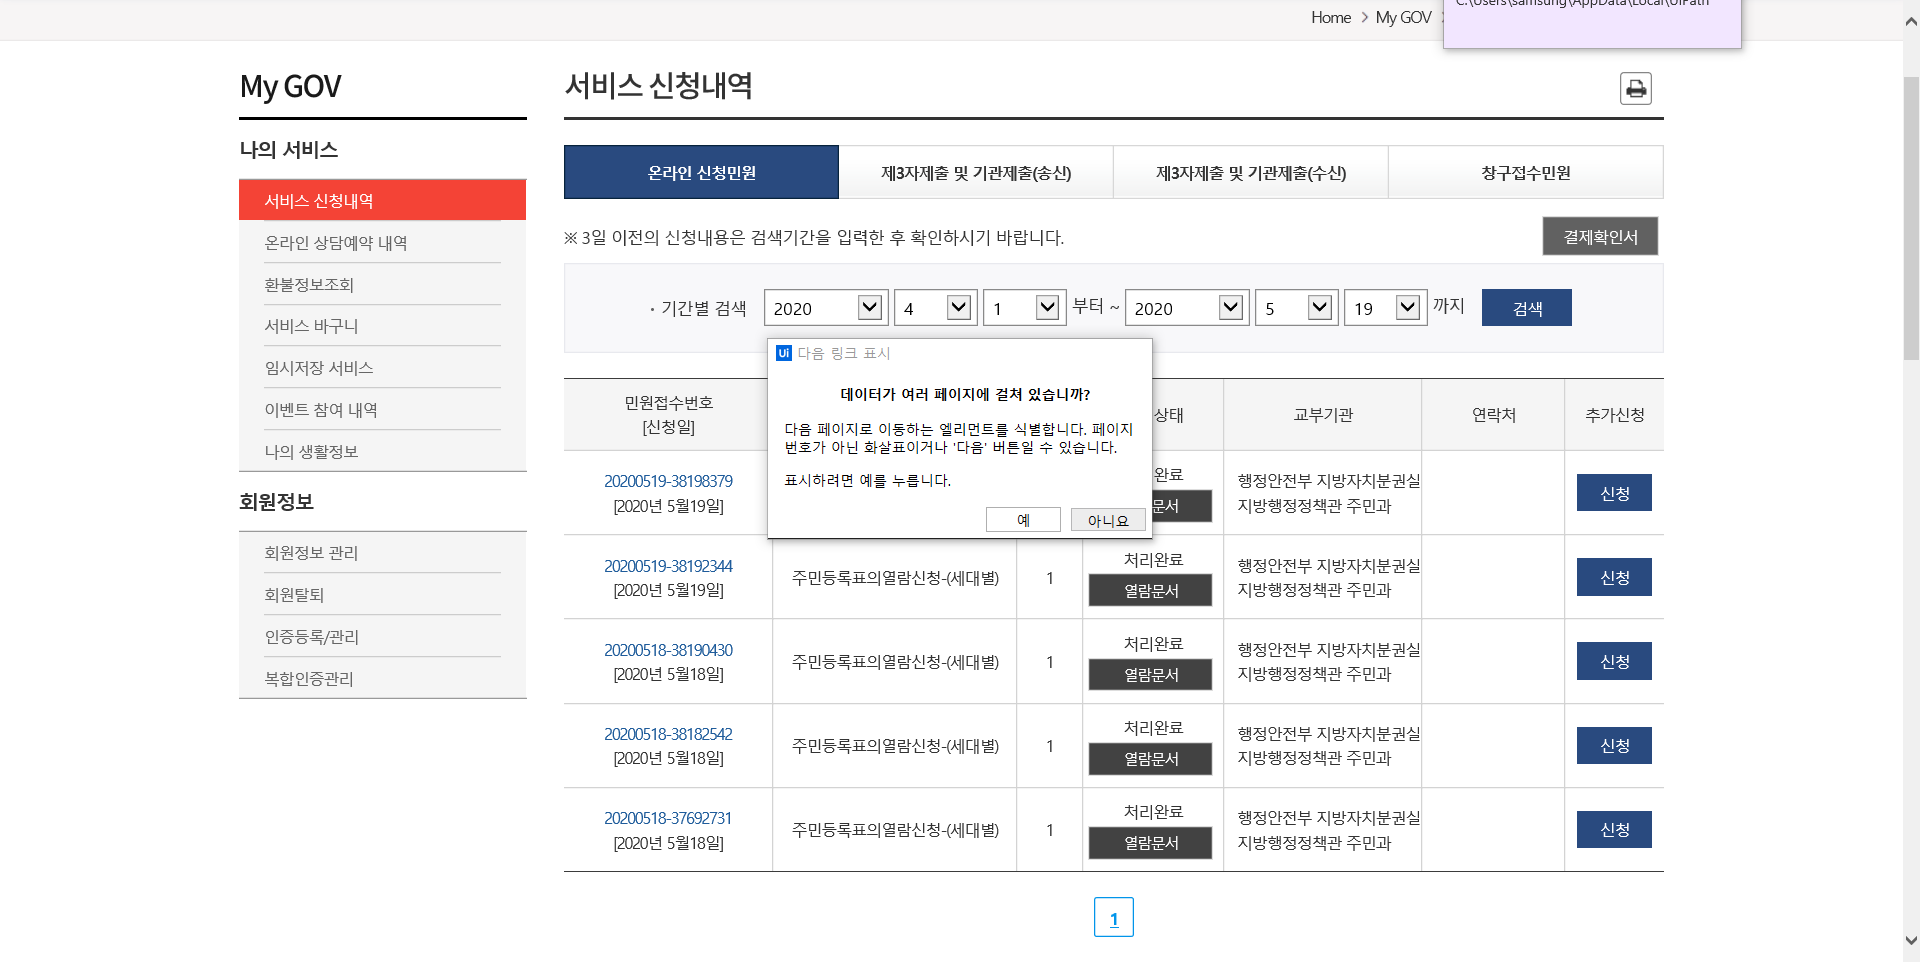 C:\Users\samsung\AppData\Local\UiPath
Home > My GOV
My GOV
나의 서비스
서비스 신청내역
온라인 상담예약 내역
환불정보조회
서비스 바구니
임시저장 서비스
이벤트 참여 내역
나의 생활정보
회원정보
회원정보 관리
회원탈퇴
인증등록/관리
복합인증관리
서비스 신청내역
온라인 신청민원 제3자제출 및 기관제출(송신) 제3자제출 및 기관제출(수신) 창구접수민원
※ 3일 이전의 신청내용은 검색기간을 입력한 후 확인하시기 바랍니다. 결제확인서
· 기간별 검색 2020 4 1 부터 ~ 2020 5 19 까지 검색
Ui 다음 링크 표시
데이터가 여러 페이지에 걸쳐 있습니까?
다음 페이지로 이동하는 엘리먼트를 식별합니다. 페이지
번호가 아닌 화살표이거나 '다음' 버튼일 수 있습니다.
표시하려면 예를 누릅니다.
예 아니요
민원접수번호
[신청일] 상태 교부기관 연락처 추가신청
20200519-38198379 완료 행정안전부 지방자치분권실
[2020년 5월19일] 문서 지방행정정책관 주민과 신청
20200519-38192344 처리완료 행정안전부 지방자치분권실
[2020년 5월19일] 주민등록표의열람신청-(세대별) 1 열람문서 지방행정정책관 주민과 신청
20200518-38190430 처리완료 행정안전부 지방자치분권실
[2020년 5월18일] 주민등록표의열람신청-(세대별) 1 열람문서 지방행정정책관 주민과 신청
20200518-38182542 처리완료 행정안전부 지방자치분권실
[2020년 5월18일] 주민등록표의열람신청-(세대별) 1 열람문서 지방행정정책관 주민과 신청
20200518-37692731 처리완료 행정안전부 지방자치분권실
[2020년 5월18일] 주민등록표의열람신청-(세대별) 1 열람문서 지방행정정책관 주민과 신청
1